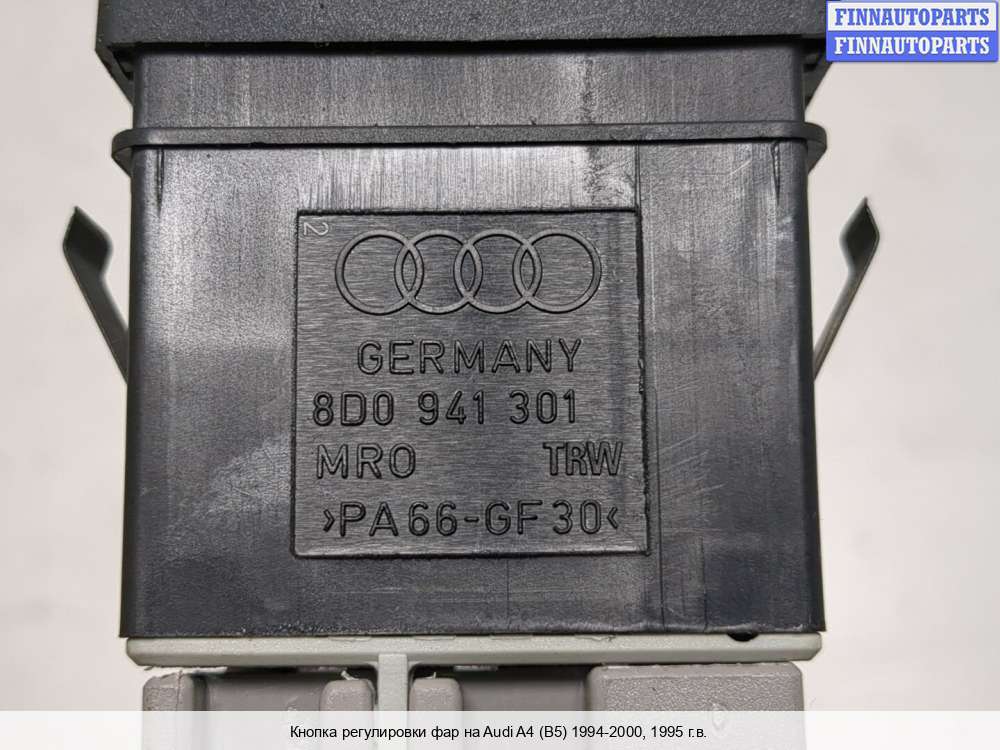 FINNAUTOPARTS
FINNAUTOPARTS
2
GERMANY
8D0 941 301
MRO TRW
>PA66-GF30<
Кнопка регулировки фар на Audi A4 (B5) 1994-2000, 1995 г.в.